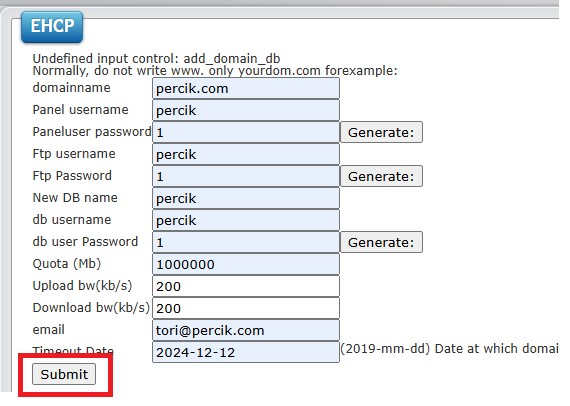 EHCP
Undefined input control: add_domain_db
Normally, do not write www. only yourdom.com forexample:
domainname percik.com
Panel username percik
Paneluser password 1 Generate:
Ftp username percik
Ftp Password 1 Generate:
New DB name percik
db username percik
db user Password 1 Generate:
Quota (Mb) 1000000
Upload bw(kb/s) 200
Download bw(kb/s) 200
email tori@percik.com
Timeout Date 2024-12-12 (2019-mm-dd) Date at which domai
Submit